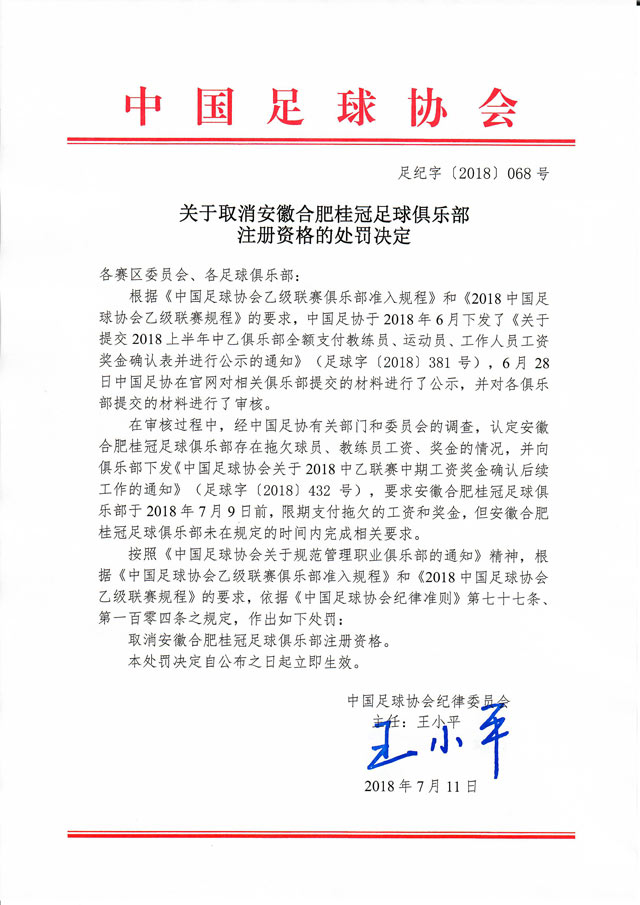 中国足球协会
足纪字〔2018〕068号
关于取消安徽合肥桂冠足球俱乐部
注册资格的处罚决定
各赛区委员会、各足球俱乐部：
根据《中国足球协会乙级联赛俱乐部准入规程》和《2018中国足
球协会乙级联赛规程》的要求，中国足协于2018年6月下发了《关于
提交2018上半年中乙俱乐部全额支付教练员、运动员、工作人员工资
奖金确认表并进行公示的通知》（足球字〔2018〕381号），6月28
日中国足协在官网对相关俱乐部提交的材料进行了公示，并对各俱乐
部提交的材料进行了审核。
在审核过程中，经中国足协有关部门和委员会的调查，认定安徽
合肥桂冠足球俱乐部存在拖欠球员、教练员工资、奖金的情况，并向
俱乐部下发《中国足球协会关于2018中乙联赛中期工资奖金确认后续
工作的通知》（足球字〔2018〕432号），要求安徽合肥桂冠足球俱乐
部于2018年7月9日前，限期支付拖欠的工资和奖金，但安徽合肥
桂冠足球俱乐部未在规定的时间内完成相关要求。
按照《中国足球协会关于规范管理职业俱乐部的通知》精神，根
据《中国足球协会乙级联赛俱乐部准入规程》和《2018中国足球协会
乙级联赛规程》的要求，依据《中国足球协会纪律准则》第七十七条、
第一百零四条之规定，作出如下处罚：
取消安徽合肥桂冠足球俱乐部注册资格。
本处罚决定自公布之日起立即生效。
中国足球协会纪律委员会
主任：王小平
王小平
2018年7月11日